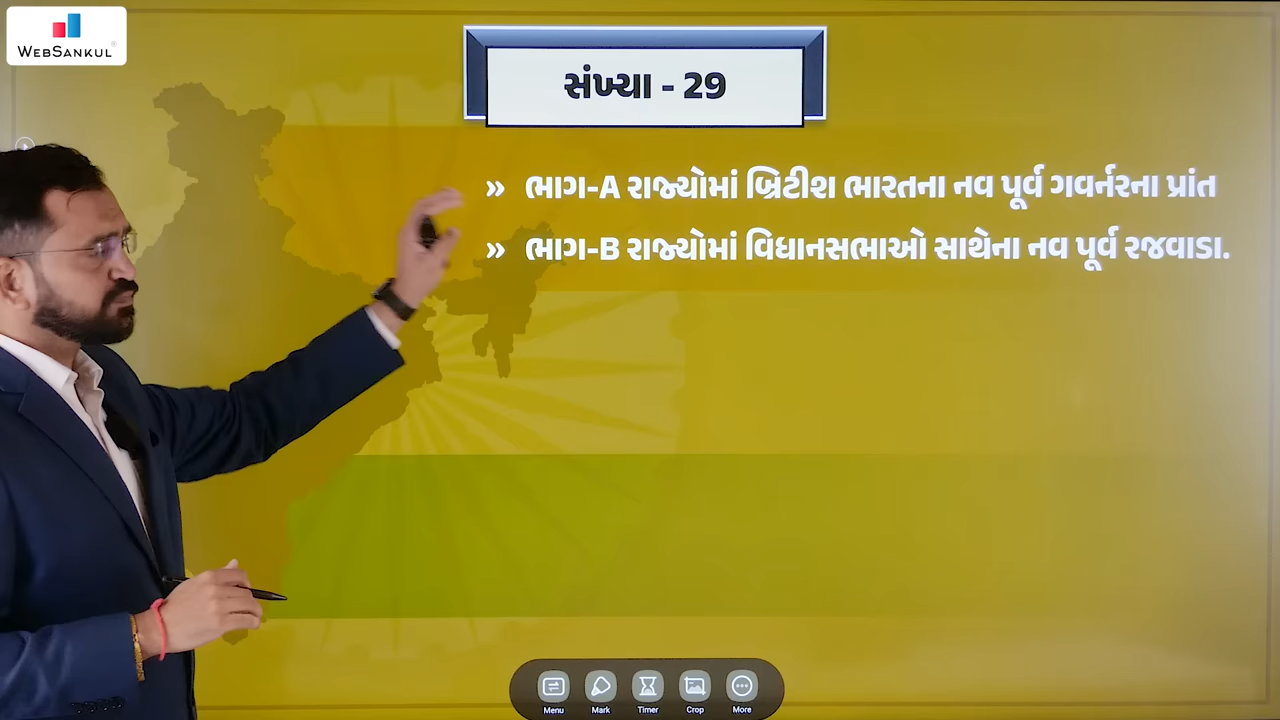 WEBSANKUL®
સંખ્યા - 29
» ભાગ-A રાજ્યોમાં બ્રિટીશ ભારતના નવ પૂર્વ ગવર્નરના પ્રાંત
» ભાગ-B રાજ્યોમાં વિધાનસભાઓ સાથેના નવ પૂર્વ રજવાડા.
Menu Mark Timer Crop More